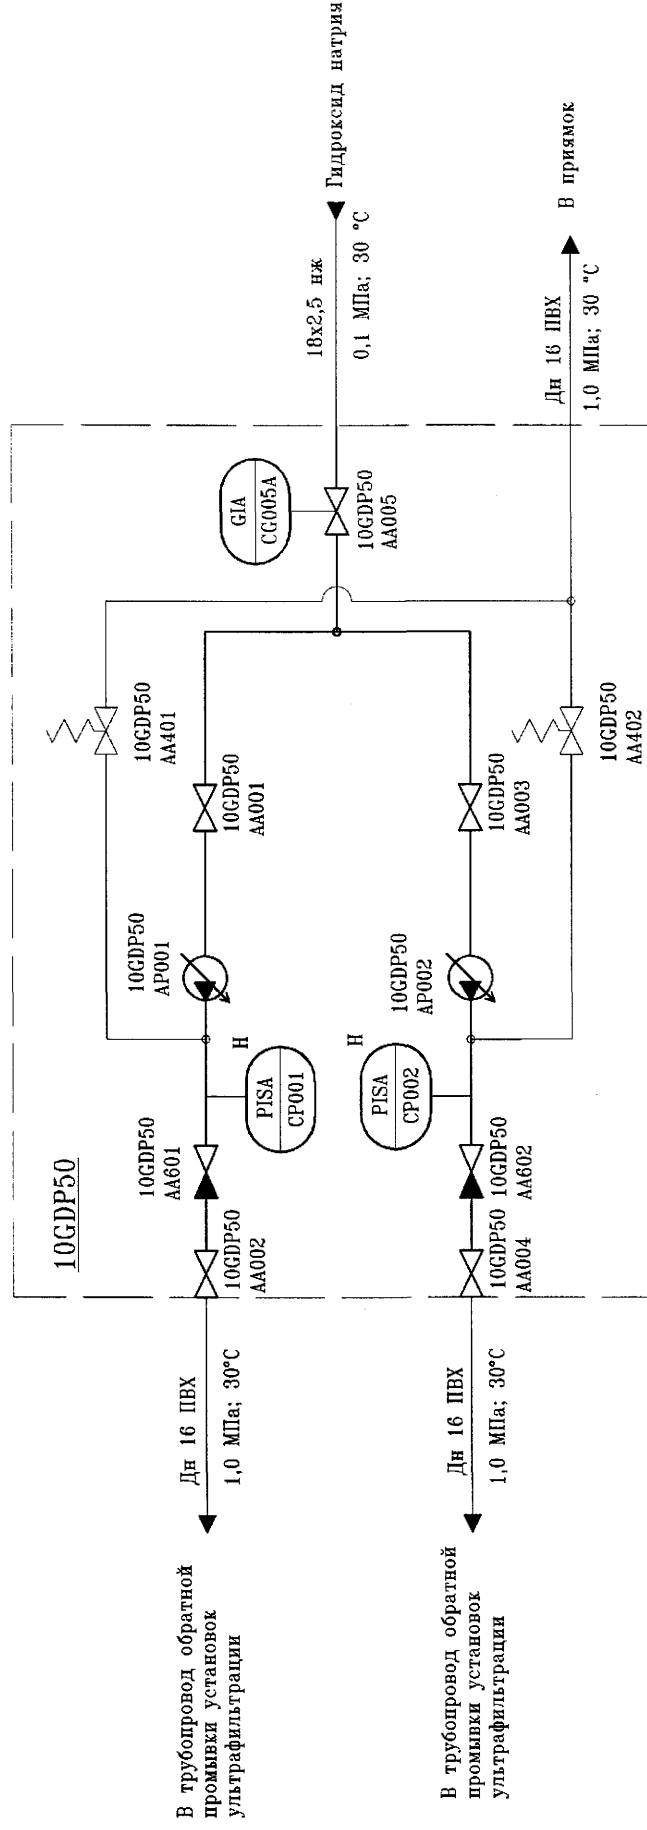 10GDP50
В трубопровод обратной
промывки установок
ультрафильтрации
Дн 16 ПВХ
1,0 МПа; 30°С
10GDP50
АА002
10GDP50
АА601
PISA
CP001
H
10GDP50
AP001
10GDP50
AA001
10GDP50
AA401
GIA
CG005A
10GDP50
AA005
18х2,5 нж
0,1 МПа; 30 °С
Гидроксид натрия
В трубопровод обратной
промывки установок
ультрафильтрации
Дн 16 ПВХ
1,0 МПа; 30°С
10GDP50
AA004
10GDP50
AA602
PISA
CP002
H
10GDP50
AP002
10GDP50
AA003
10GDP50
AA402
Дн 16 ПВХ
1,0 МПа; 30 °С
В приямок